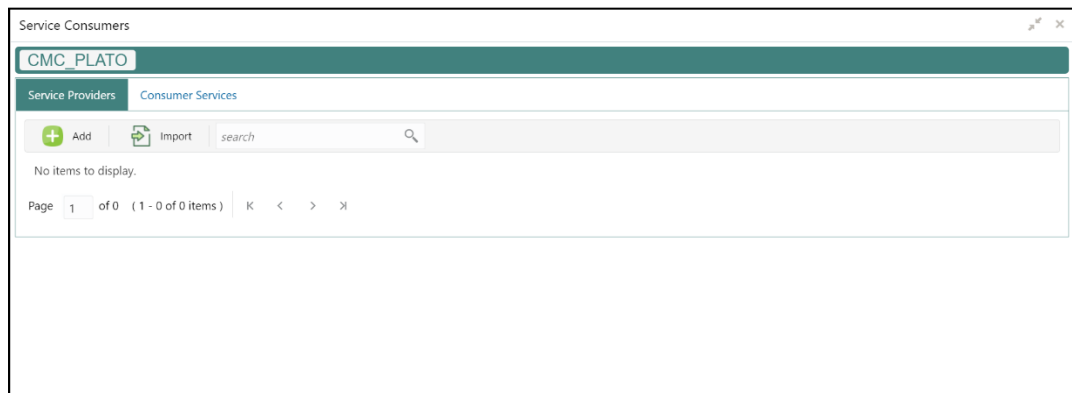 Service Consumers
CMC_PLATO
Service Providers Consumer Services
Add Import search
No items to display.
Page 1 of 0 ( 1 - 0 of 0 items )